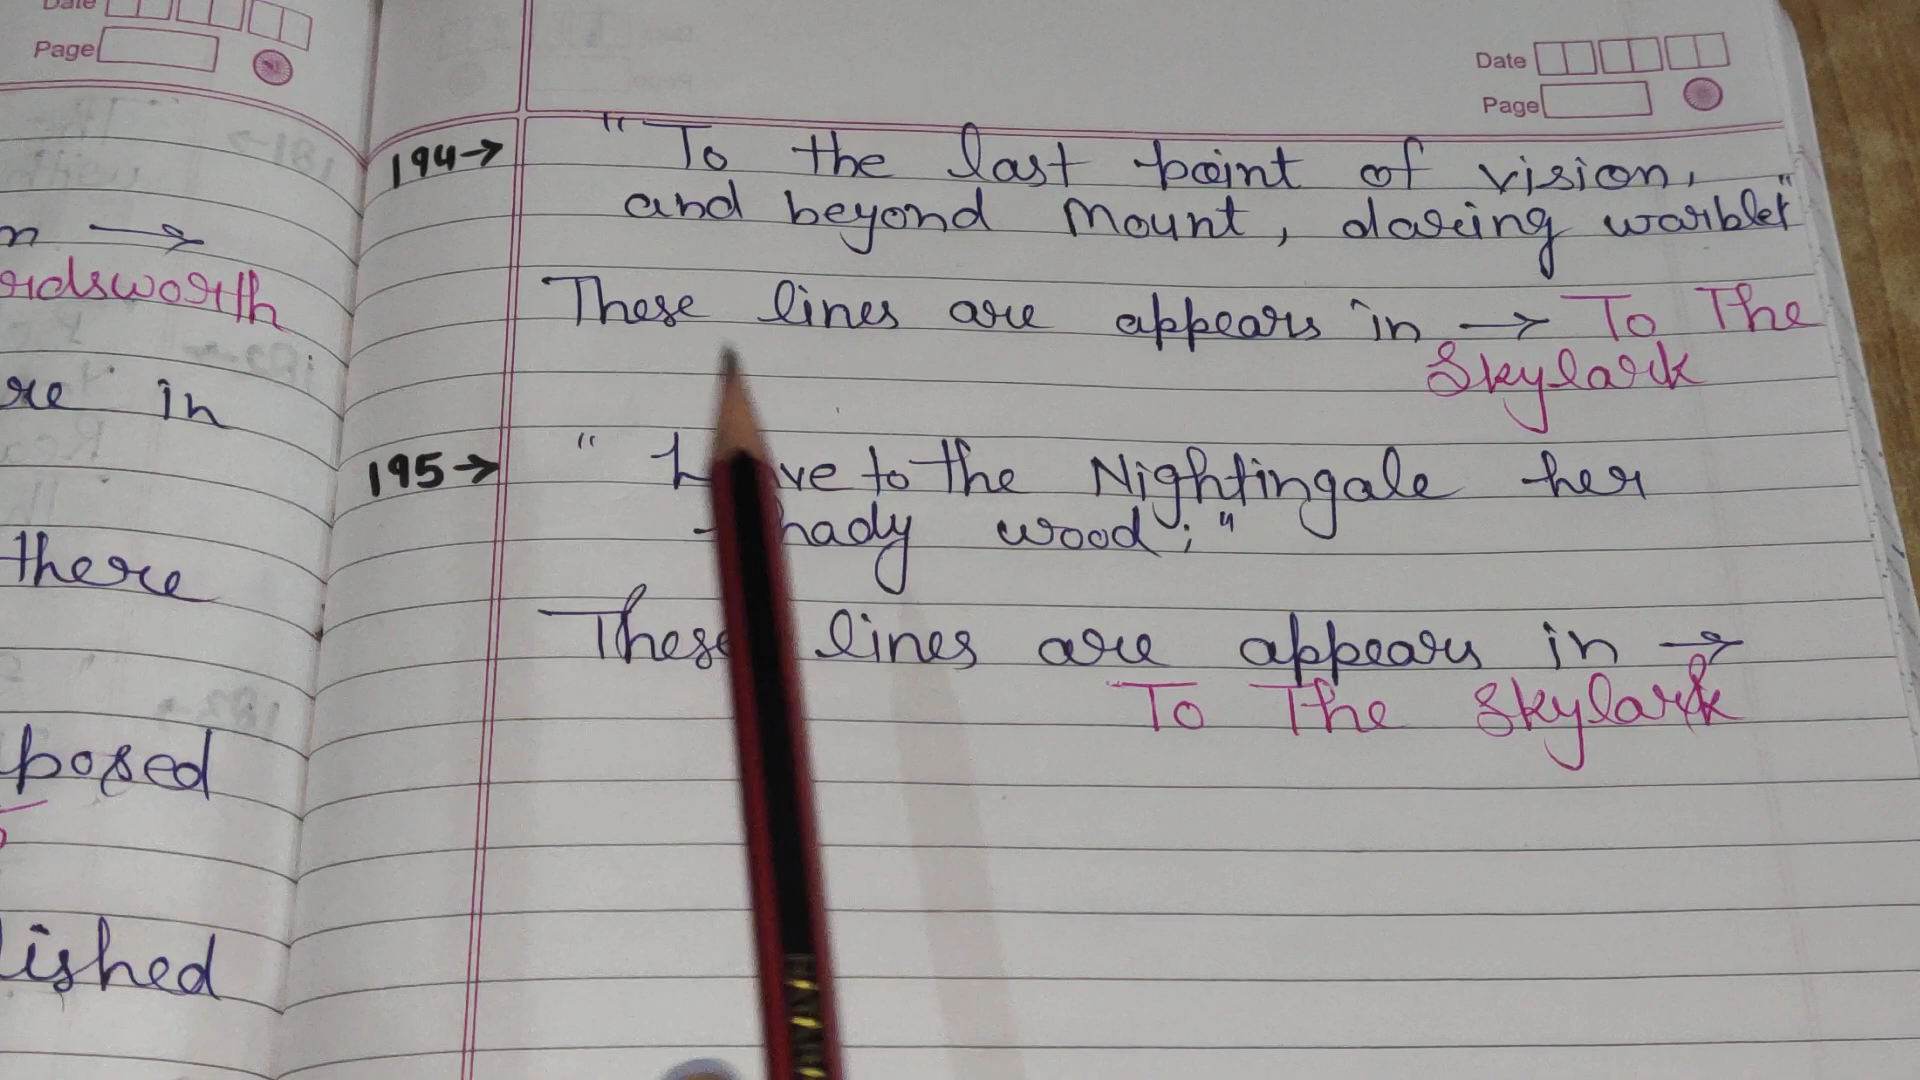 Date
Page
Date
Page
n →
rdsworth
re in
there
posed
lished
194→ "To the last point of vision,
and beyond Mount, daring warbler"
These lines are appears in → To The
Skylark
195→ " ve to the Nightingale her
hady wood;"
These lines are appears in →
To The Skylark